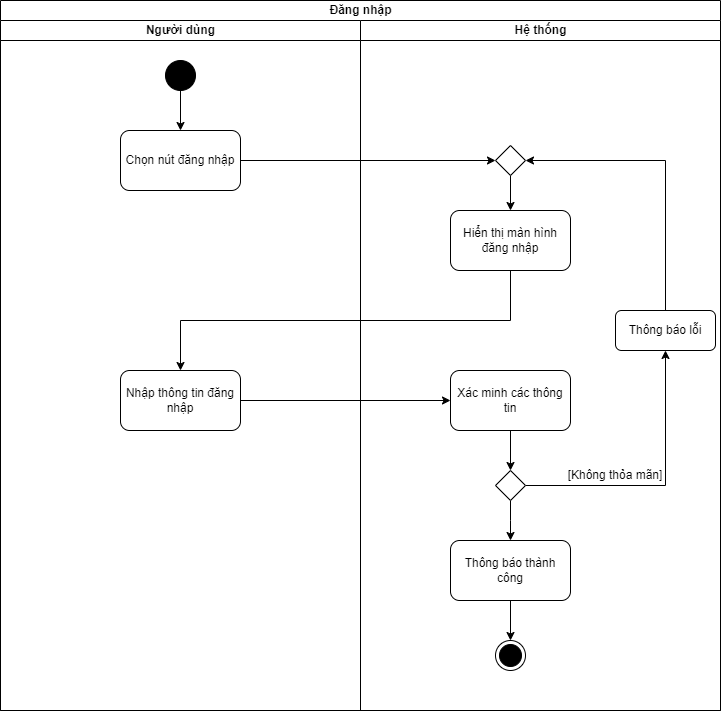 Đăng nhập
Người dùng
Hệ thống
Chọn nút đăng nhập
Hiển thị màn hình
đăng nhập
Thông báo lỗi
Nhập thông tin đăng
nhập
Xác minh các thông
tin
[Không thỏa mãn]
Thông báo thành
công